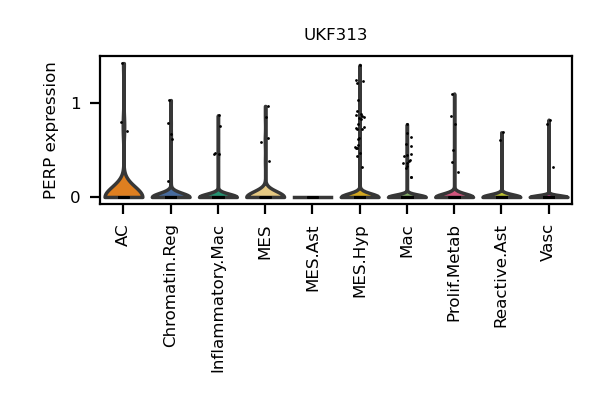 UKF313
PERP expression
1
0
AC
Chromatin.Reg
Inflammatory.Mac
MES
MES.Ast
MES.Hyp
Mac
Prolif.Metab
Reactive.Ast
Vasc